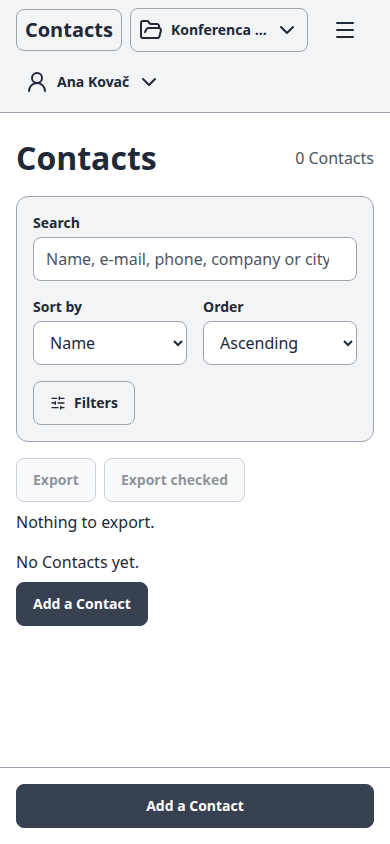 Contacts
Konferenca ...
Ana Kovač
Contacts
0 Contacts
Search
Name, e-mail, phone, company or city
Sort by
Order
Name
Ascending
Filters
Export
Export checked
Nothing to export.
No Contacts yet.
Add a Contact
Add a Contact